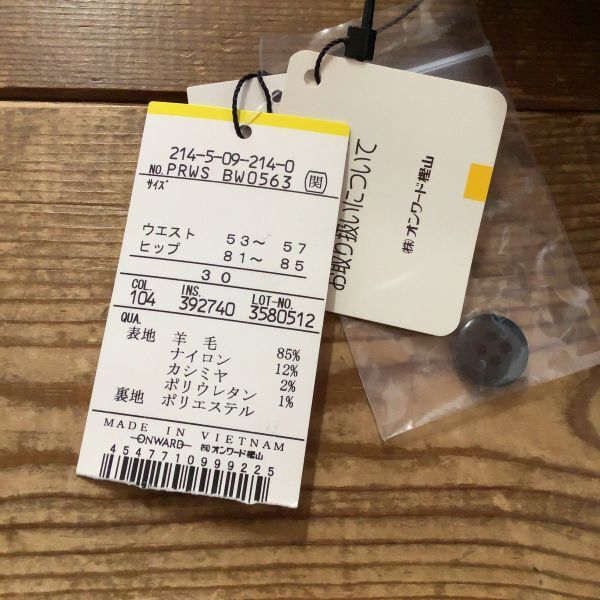 214-5-09-214-0
NO. PRWS BW0563 関
サイズ
ウエスト 53～ 57
ヒップ 81～ 85
30
COL. INS. LOT-NO.
104 392740 3580512
QUA.
表地 羊毛 85%
ナイロン 12%
カシミヤ 2%
ポリウレタン 1%
裏地 ポリエステル
MADE IN VIETNAM
ONWARD ㈱オンワード樫山
4547710999225
お取り扱いについて
㈱オンワード樫山